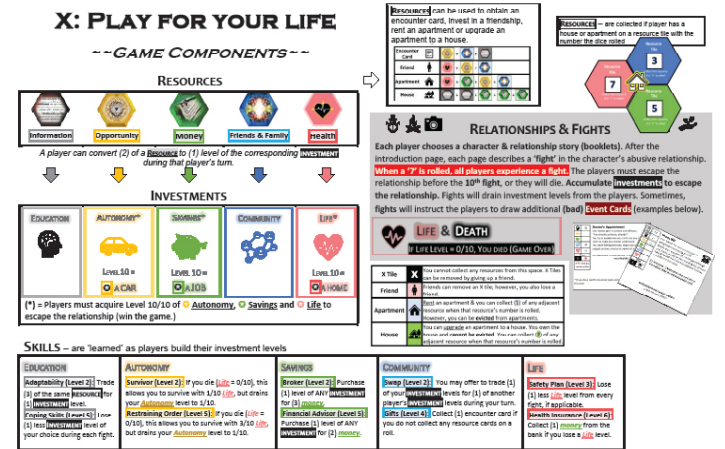 X: PLAY FOR YOUR LIFE
~~GAME COMPONENTS~~
RESOURCES
Information
Opportunity
Money
Friends & Family
Health
A player can convert (2) of a RESOURCE to (1) level of the corresponding INVESTMENT
during that player's turn.
INVESTMENTS
EDUCATION
AUTONOMY*
LEVEL 10 =
A CAR
SAVINGS*
LEVEL 10 =
A JOB
COMMUNITY
LIFE*
LEVEL 10 =
A HOME
(*) = Players must acquire Level 10/10 of Autonomy, Savings and Life to
escape the relationship (win the game.)
RESOURCES can be used to obtain an
encounter card, invest in a friendship,
rent an apartment or upgrade an
apartment to a house.
Encounter
Card
Friend
Apartment
House
RESOURCES – are collected if player has a
house or apartment on a resource tile with the
number the dice rolled
Resource
Tile
3
7
5
RELATIONSHIPS & FIGHTS
Each player chooses a character & relationship story (booklets). After the
introduction page, each page describes a 'fight' in the character's abusive relationship.
When a '7' is rolled, all players experience a fight. The players must escape the
relationship before the 10th fight, or they will die. Accumulate investments to escape
the relationship. Fights will drain investment levels from the players. Sometimes,
fights will instruct the players to draw additional (bad) Event Cards (examples below).
LIFE & DEATH
IF LIFE LEVEL = 0/10, YOU DIED (GAME OVER)
X Tile
X
You cannot collect any resources from this space. X Tiles
can be removed by giving up a friend.
Friend
Friends can remove an X tile; however, you also lose a
friend.
Apartment
Rent an apartment & you can collect (1) of any adjacent
resource when that resource's number is rolled.
However, you can be evicted from apartments.
House
You can upgrade an apartment to a house. You own the
house and cannot be evicted. You can collect of any
adjacent resource when that resource's number is rolled.
SKILLS – are 'learned' as players build their investment levels
EDUCATION
Adaptability (Level 2): Trade
(3) of the same RESOURCE for
(1) INVESTMENT level.
Coping Skills (Level 5): Lose
(1) less INVESTMENT level of
your choice during each fight.
AUTONOMY
Survivor (Level 2): If you die (Life = 0/10), this
allows you to survive with 1/10 Life, but drains
your Autonomy level to 1/10.
Restraining Order (Level 5): If you die (Life =
0/10), this allows you to survive with 3/10 Life,
but drains your Autonomy level to 1/10.
SAVINGS
Broker (Level 2): Purchase
(1) level of ANY INVESTMENT
for (3) money.
Financial Advisor (Level 5):
Purchase (1) level of ANY
INVESTMENT for (2) money.
COMMUNITY
Swap (Level 2): You may offer to trade (1)
of your INVESTMENT levels for (1) of another
player's INVESTMENT levels during your turn.
Gifts (Level 4): Collect (1) encounter card if
you do not collect any resource cards on a
roll.
LIFE
Safety Plan (Level 3): Lose
(1) less Life level from every
fight, if applicable.
Health Insurance (Level 6):
Collect (1) money from the
bank if you lose a Life level.